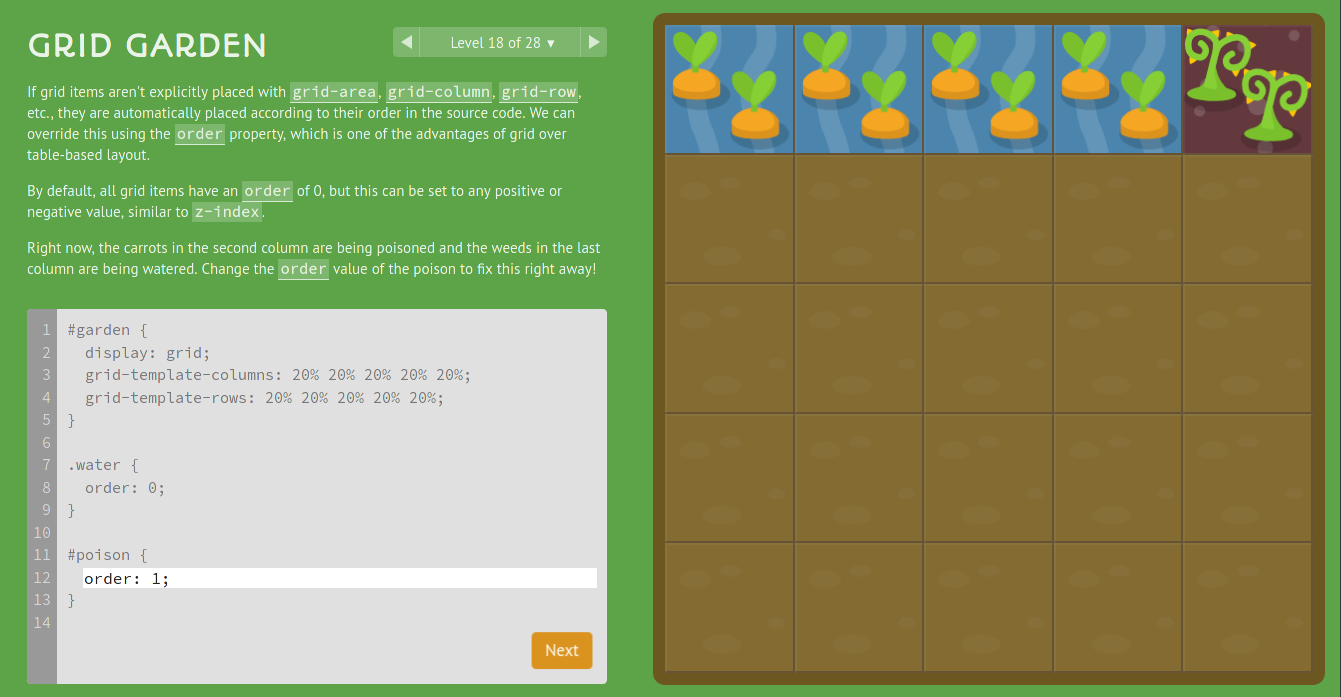 GRID GARDEN
◀ Level 18 of 28 ▾ ▶
If grid items aren't explicitly placed with grid-area, grid-column, grid-row,
etc., they are automatically placed according to their order in the source code. We can
override this using the order property, which is one of the advantages of grid over
table-based layout.
By default, all grid items have an order of 0, but this can be set to any positive or
negative value, similar to z-index.
Right now, the carrots in the second column are being poisoned and the weeds in the last
column are being watered. Change the order value of the poison to fix this right away!
1 #garden {
2   display: grid;
3   grid-template-columns: 20% 20% 20% 20% 20%;
4   grid-template-rows: 20% 20% 20% 20% 20%;
5 }
6
7 .water {
8   order: 0;
9 }
10
11 #poison {
12   order: 1;
13 }
14
Next